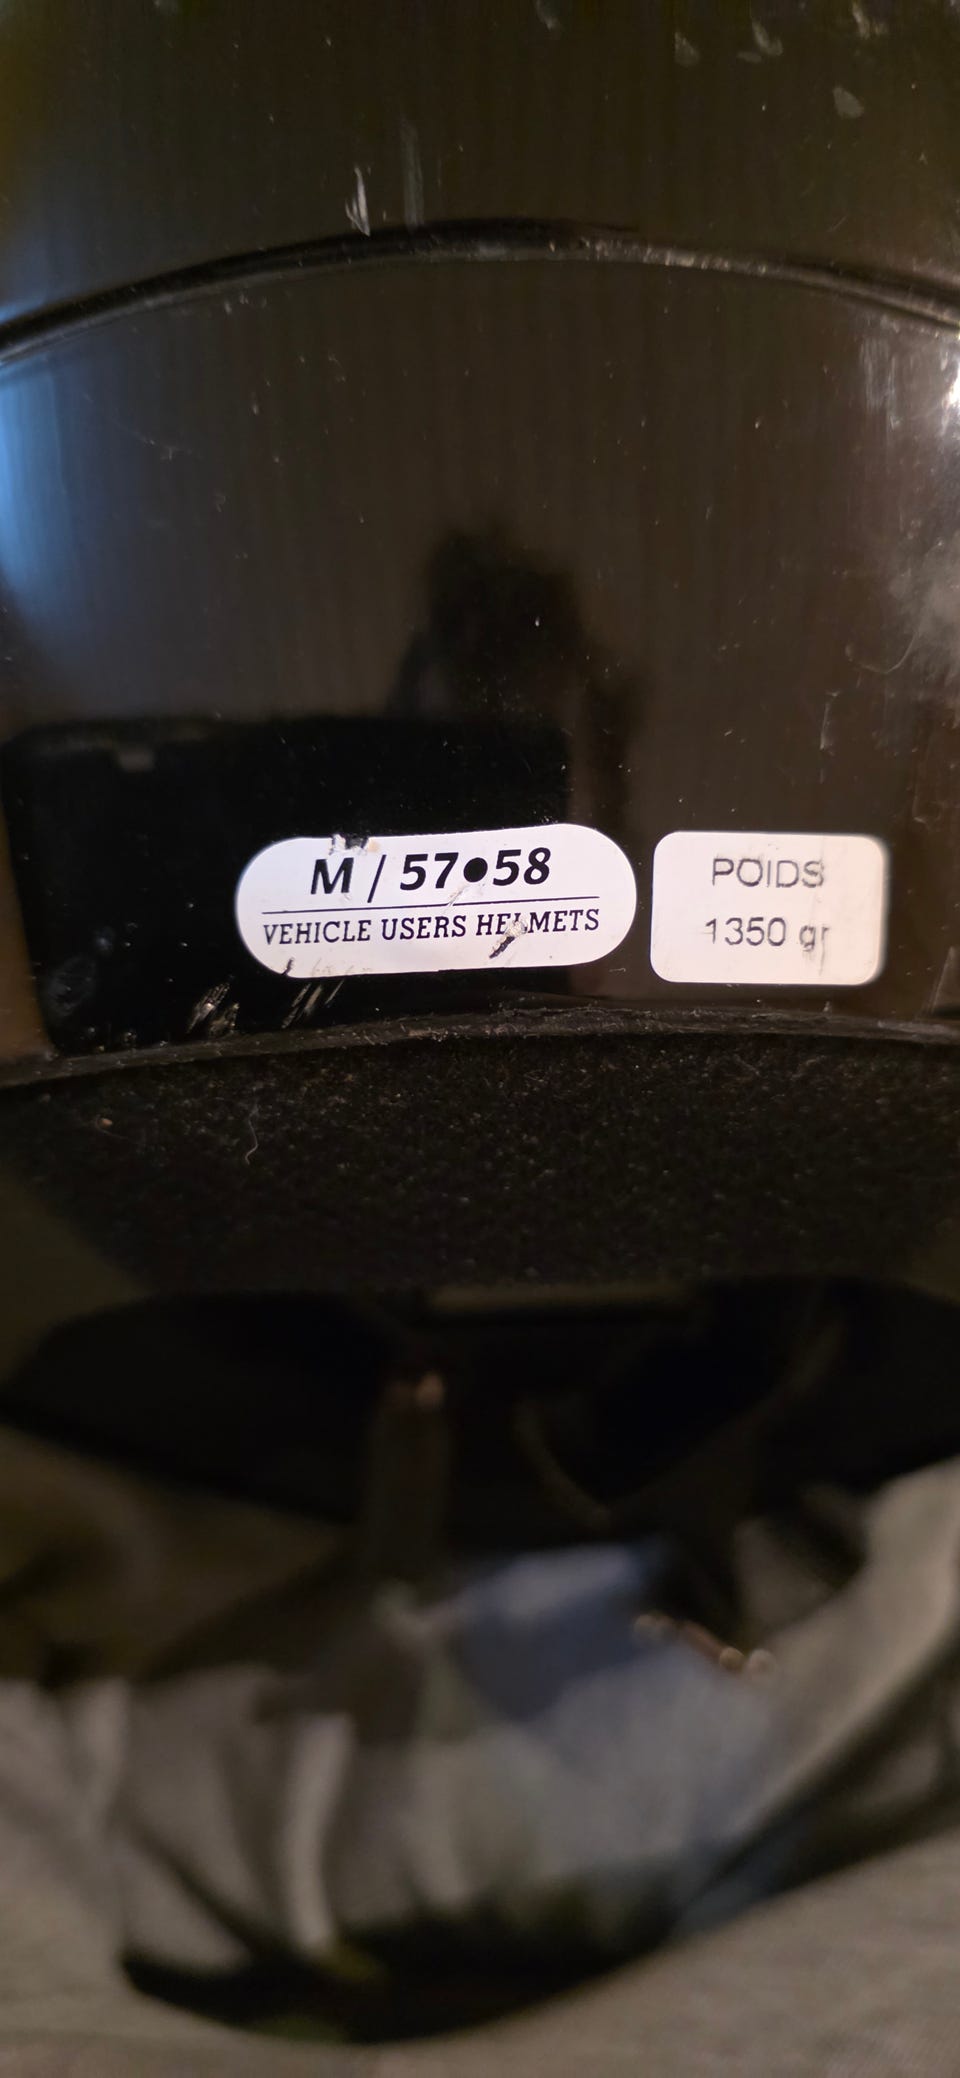 M / 57•58
VEHICLE USERS HELMETS
POIDS
1350 gr